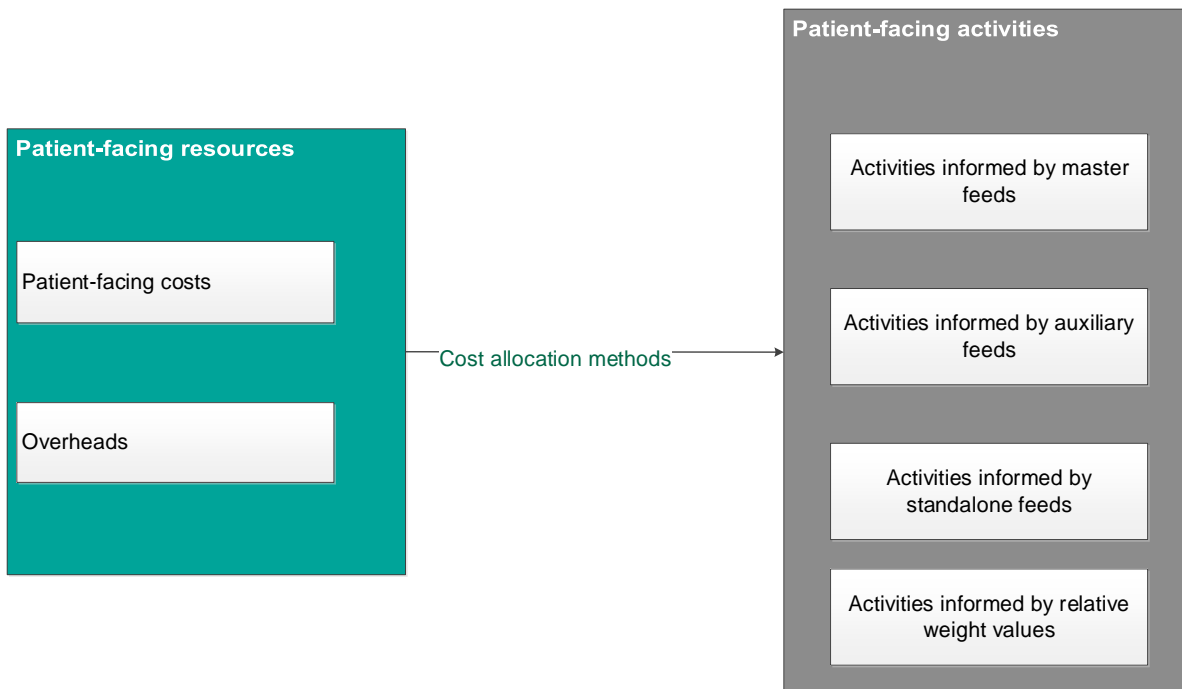 Patient-facing resources
Patient-facing costs
Overheads
Cost allocation methods
Patient-facing activities
Activities informed by master
feeds
Activities informed by auxiliary
feeds
Activities informed by
standalone feeds
Activities informed by relative
weight values